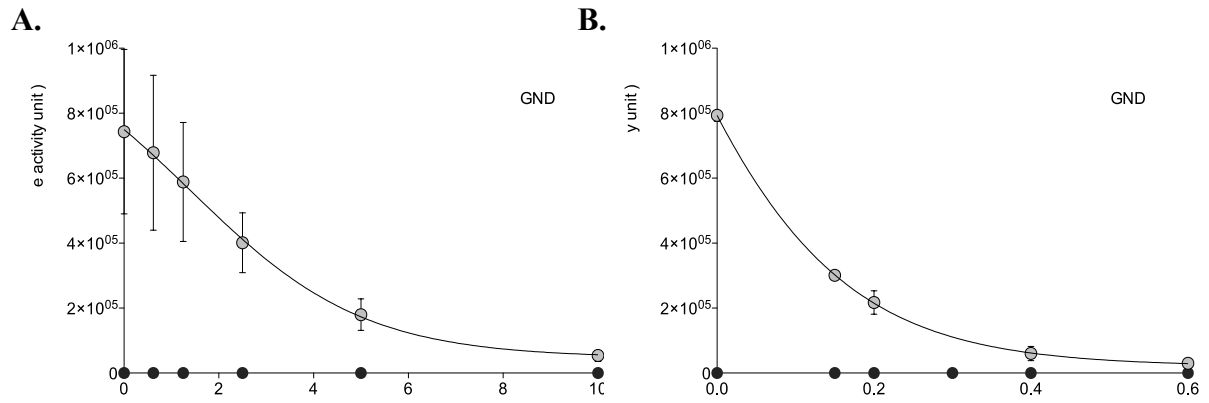 A.
1×10⁰⁶
8×10⁰⁵
6×10⁰⁵
4×10⁰⁵
2×10⁰⁵
0
e activity unit )
GND
0 2 4 6 8 10
B.
1×10⁰⁶
8×10⁰⁵
6×10⁰⁵
4×10⁰⁵
2×10⁰⁵
0
y unit )
GND
0.0 0.2 0.4 0.6